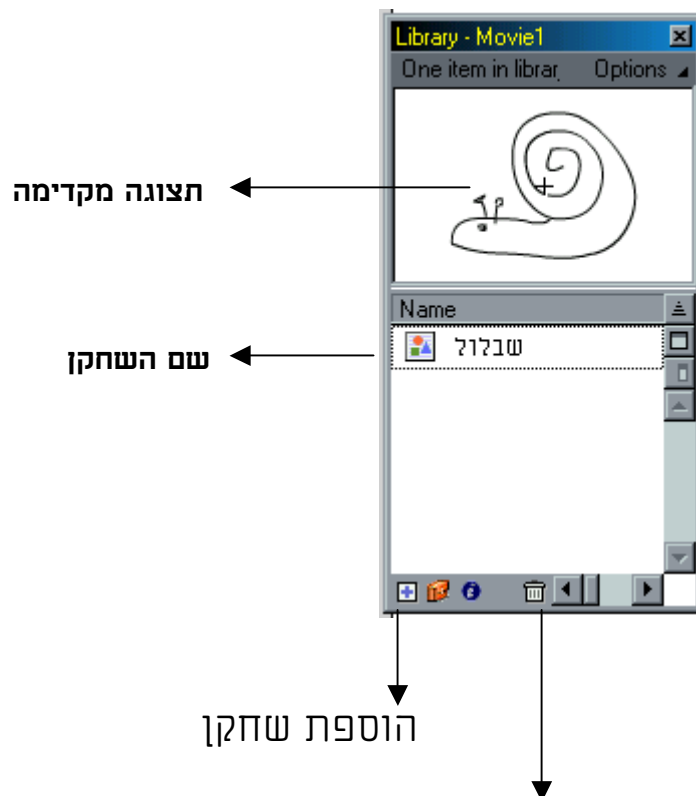 Library - Movie1
One item in librar Options
תצוגה מקדימה
Name
שבלול
שם השחקן
הוספת שחקן